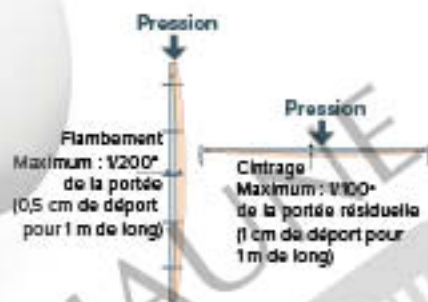 Pression
Flambement
Maximum : 1/200e
de la portée
(0,5 cm de déport
pour 1 m de long)
Pression
Cintrage
Maximum : 1/100e
de la portée résiduelle
(1 cm de déport pour
1 m de long)